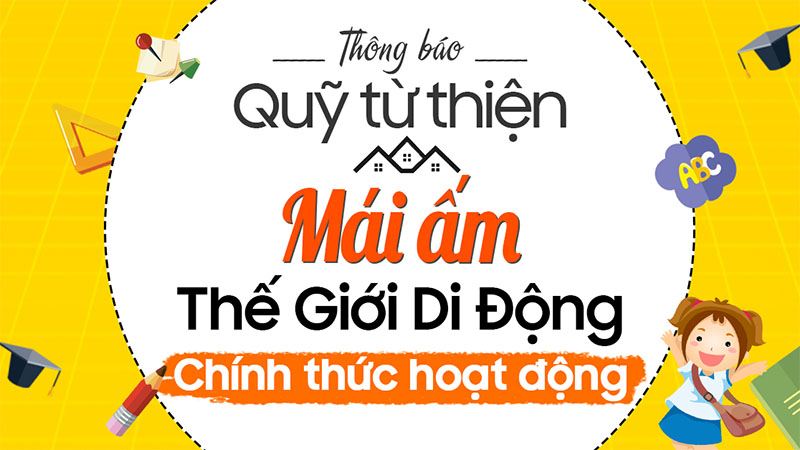 Thông báo
Quỹ từ thiện
Mái ấm
Thế Giới Di Động
Chính thức hoạt động
ABC